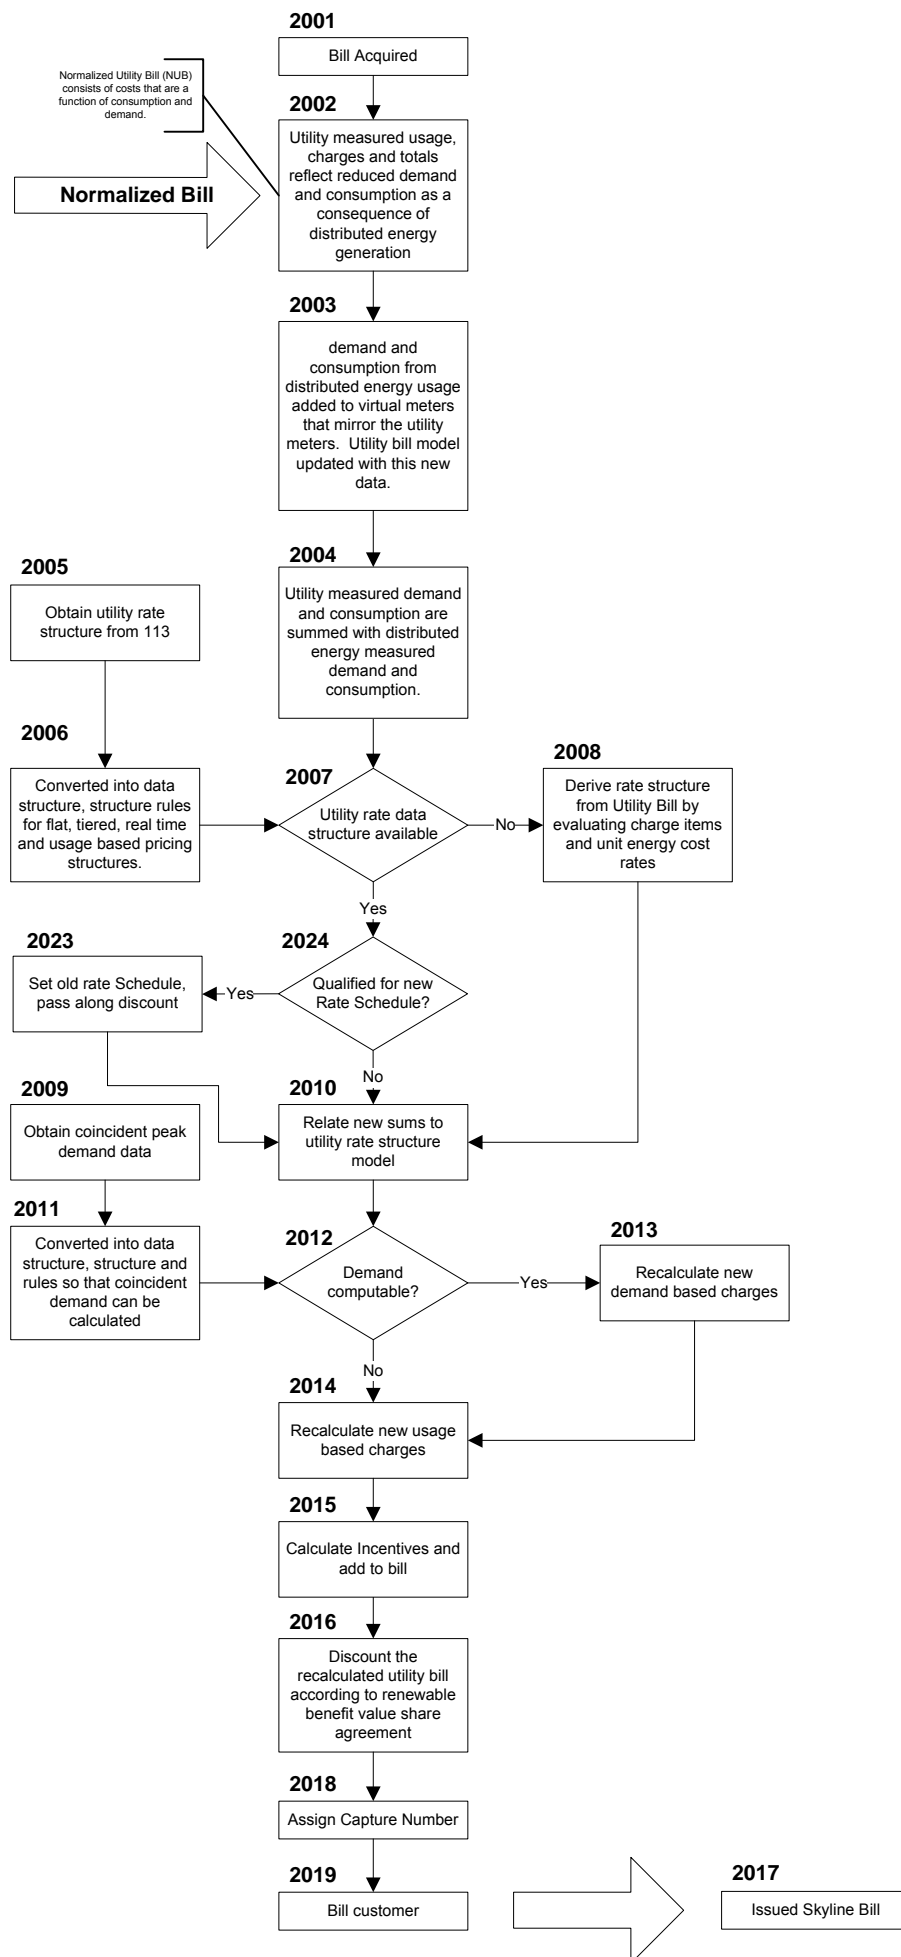 2001
Bill Acquired
Normalized Utility Bill (NUB)
consists of costs that are a
function of consumption and
demand.
Normalized Bill
2002
Utility measured usage,
charges and totals
reflect reduced demand
and consumption as a
consequence of
distributed energy
generation
2003
demand and
consumption from
distributed energy usage
added to virtual meters
that mirror the utility
meters. Utility bill model
updated with this new
data.
2004
Utility measured demand
and consumption are
summed with distributed
energy measured
demand and
consumption.
2005
Obtain utility rate
structure from 113
2006
Converted into data
structure, structure rules
for flat, tiered, real time
and usage based pricing
structures.
2007
Utility rate data
structure available
No
2008
Derive rate structure
from Utility Bill by
evaluating charge items
and unit energy cost
rates
Yes
2023
Set old rate Schedule,
pass along discount
Yes
2024
Qualified for new
Rate Schedule?
No
2009
Obtain coincident peak
demand data
2010
Relate new sums to
utility rate structure
model
2011
Converted into data
structure, structure and
rules so that coincident
demand can be
calculated
2012
Demand
computable?
Yes
2013
Recalculate new
demand based charges
No
2014
Recalculate new usage
based charges
2015
Calculate Incentives and
add to bill
2016
Discount the
recalculated utility bill
according to renewable
benefit value share
agreement
2018
Assign Capture Number
2019
Bill customer
2017
Issued Skyline Bill